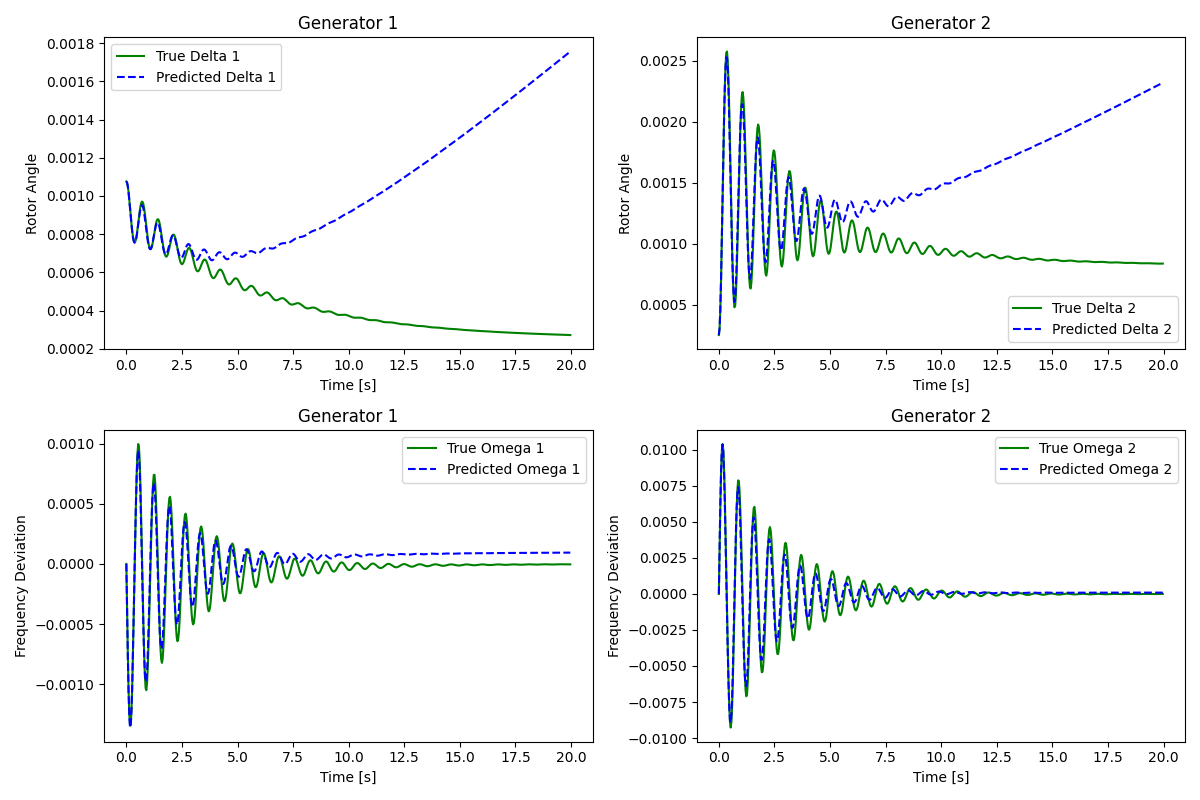 Generator 1
Rotor Angle
0.0018
0.0016
0.0014
0.0012
0.0010
0.0008
0.0006
0.0004
0.0002
True Delta 1
Predicted Delta 1
0.0 2.5 5.0 7.5 10.0 12.5 15.0 17.5 20.0
Time [s]
Generator 2
Rotor Angle
0.0025
0.0020
0.0015
0.0010
0.0005
True Delta 2
Predicted Delta 2
0.0 2.5 5.0 7.5 10.0 12.5 15.0 17.5 20.0
Time [s]
Generator 1
Frequency Deviation
0.0010
0.0005
0.0000
−0.0005
−0.0010
True Omega 1
Predicted Omega 1
0.0 2.5 5.0 7.5 10.0 12.5 15.0 17.5 20.0
Time [s]
Generator 2
Frequency Deviation
0.0100
0.0075
0.0050
0.0025
0.0000
−0.0025
−0.0050
−0.0075
−0.0100
True Omega 2
Predicted Omega 2
0.0 2.5 5.0 7.5 10.0 12.5 15.0 17.5 20.0
Time [s]